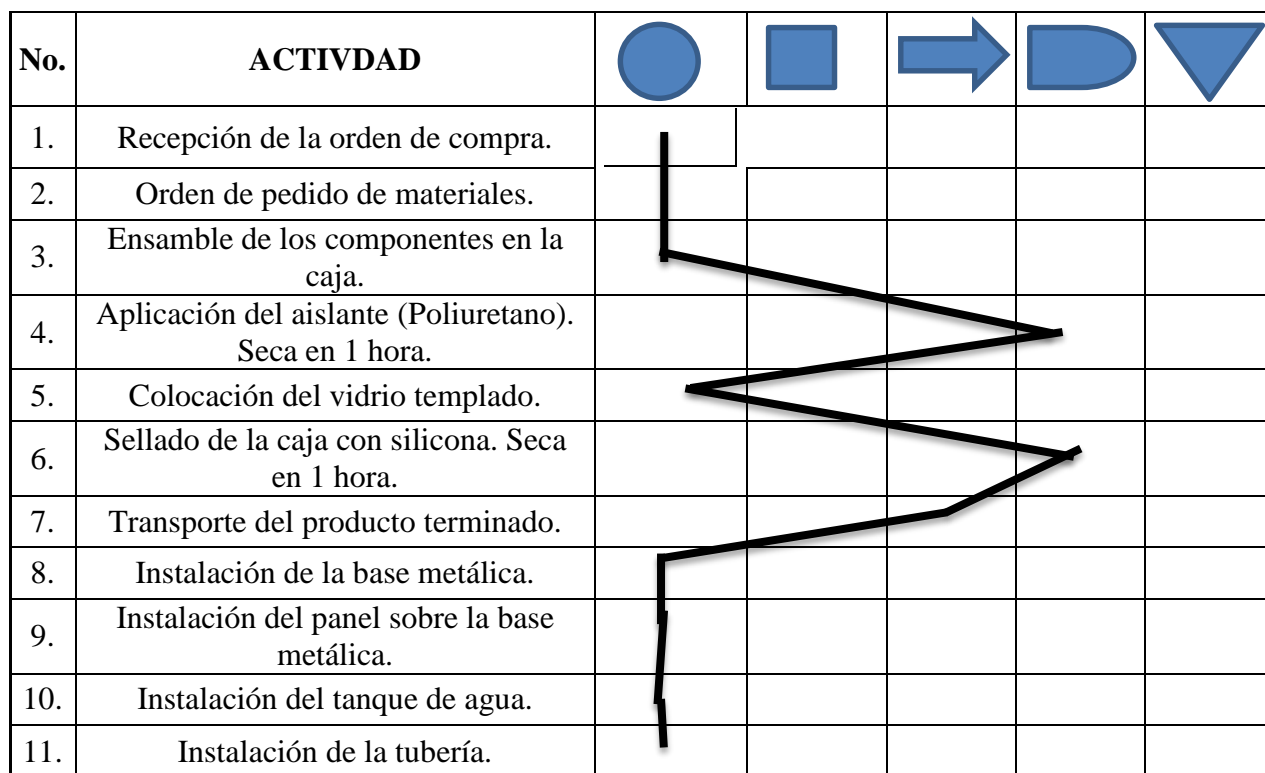 No. ACTIVDAD
1. Recepción de la orden de compra.
2. Orden de pedido de materiales.
3. Ensamble de los componentes en la
caja.
4. Aplicación del aislante (Poliuretano).
Seca en 1 hora.
5. Colocación del vidrio templado.
6. Sellado de la caja con silicona. Seca
en 1 hora.
7. Transporte del producto terminado.
8. Instalación de la base metálica.
9. Instalación del panel sobre la base
metálica.
10. Instalación del tanque de agua.
11. Instalación de la tubería.